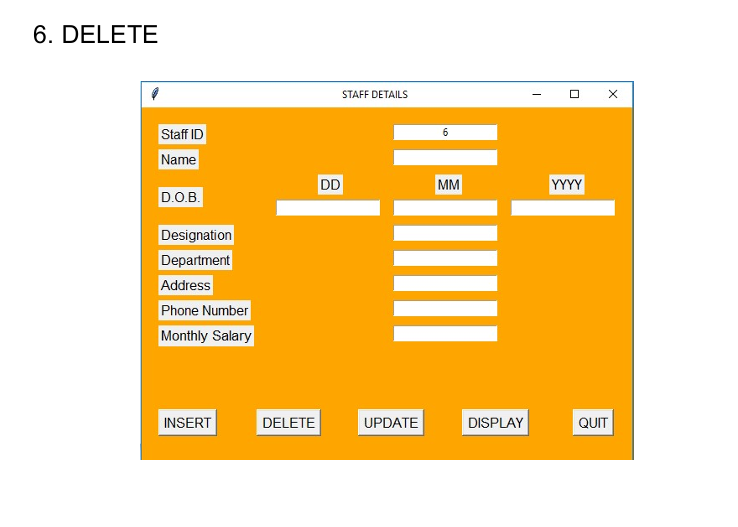 6. DELETE
STAFF DETAILS
Staff ID 6
Name
DD MM YYYY
D.O.B.
Designation
Department
Address
Phone Number
Monthly Salary
INSERT DELETE UPDATE DISPLAY QUIT